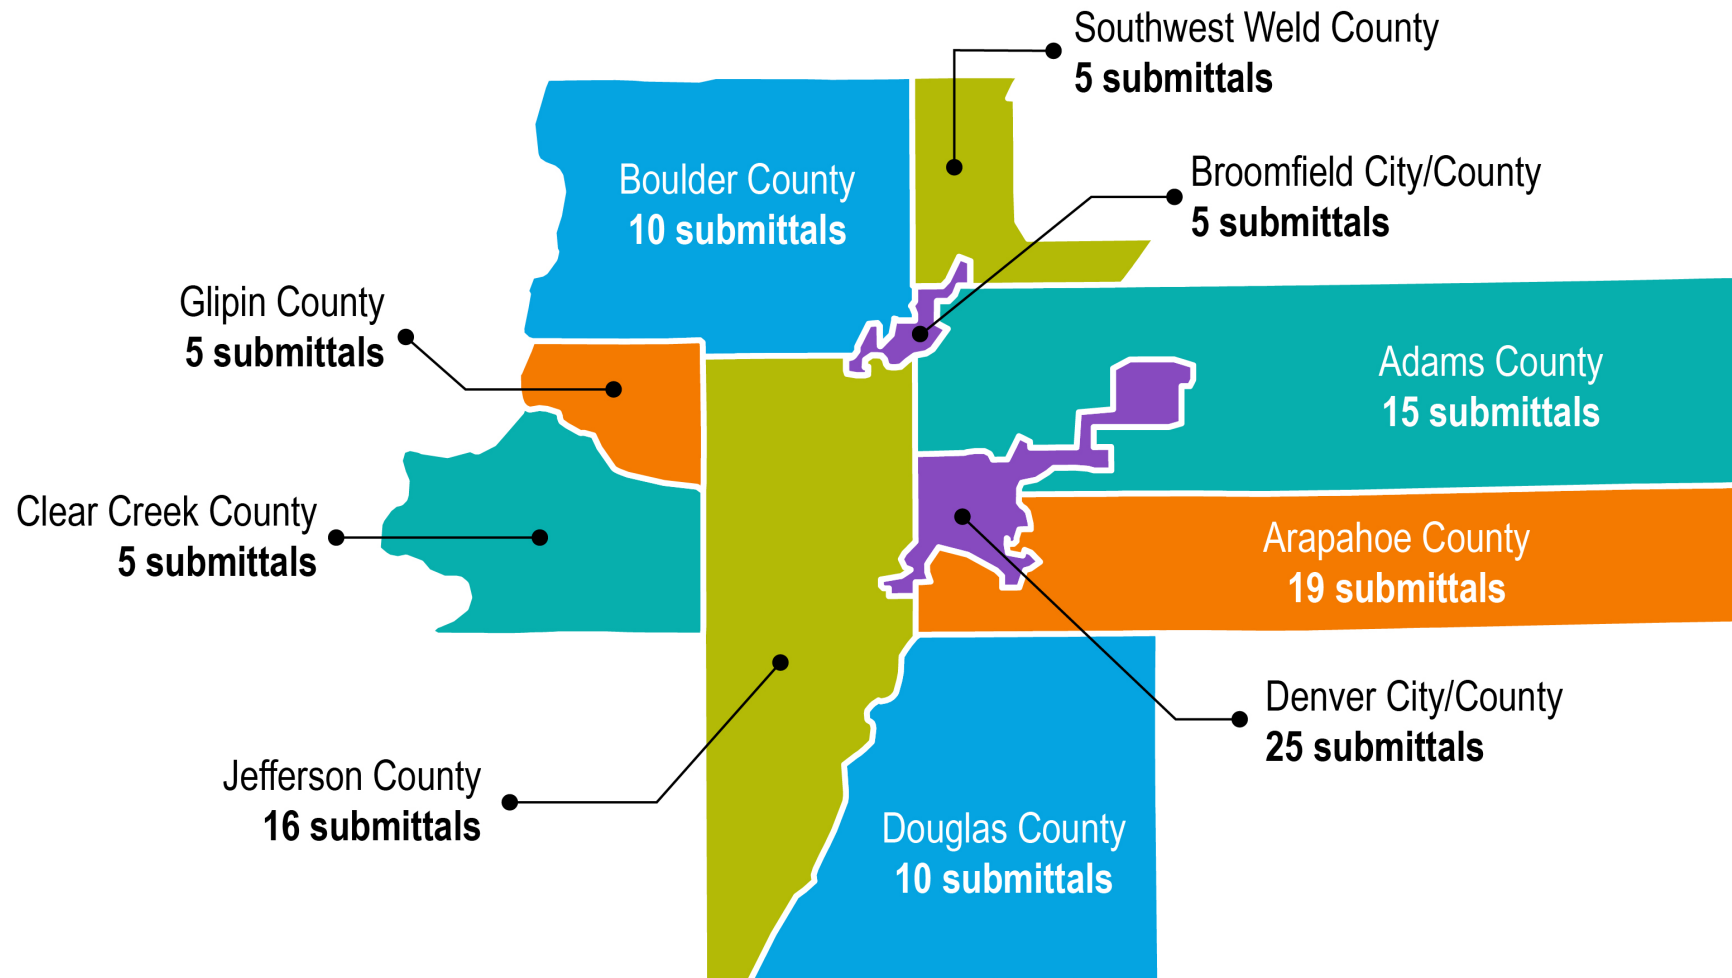 Southwest Weld County
5 submittals
Broomfield City/County
5 submittals
Boulder County
10 submittals
Glipin County
5 submittals
Adams County
15 submittals
Clear Creek County
5 submittals
Arapahoe County
19 submittals
Denver City/County
25 submittals
Jefferson County
16 submittals
Douglas County
10 submittals